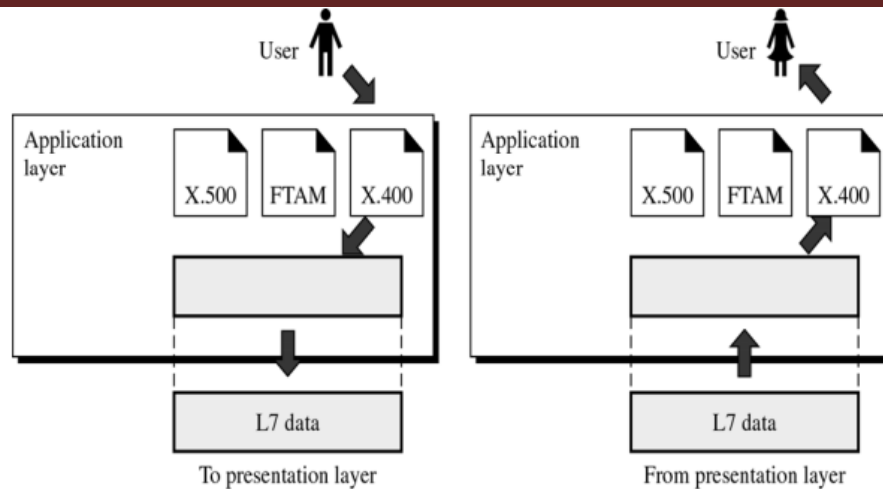 User
Application
layer
X.500
FTAM
X.400
L7 data
To presentation layer
User
Application
layer
X.500
FTAM
X.400
L7 data
From presentation layer